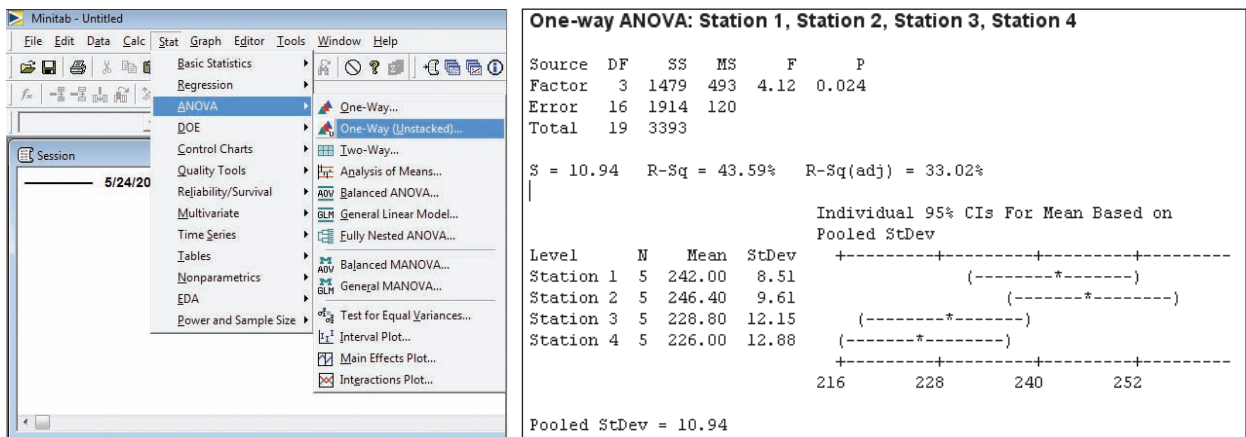 Minitab - Untitled
File Edit Data Calc Stat Graph Editor Tools Window Help
Basic Statistics
Regression
ANOVA
DOE
Control Charts
Quality Tools
Reliability/Survival
Multivariate
Time Series
Tables
Nonparametrics
EDA
Power and Sample Size
One-Way...
One-Way (Unstacked)...
Two-Way...
Analysis of Means...
Balanced ANOVA...
General Linear Model...
Fully Nested ANOVA...
Balanced MANOVA...
General MANOVA...
Test for Equal Variances...
Interval Plot...
Main Effects Plot...
Interactions Plot...
Session
5/24/20
One-way ANOVA: Station 1, Station 2, Station 3, Station 4
Source DF SS MS F P
Factor 3 1479 493 4.12 0.024
Error 16 1914 120
Total 19 3393
S = 10.94 R-Sq = 43.59% R-Sq(adj) = 33.02%
Individual 95% CIs For Mean Based on
Pooled StDev
Level N Mean StDev +---------+---------+---------+---------
Station 1 5 242.00 8.51 (--------*-------)
Station 2 5 246.40 9.61 (-------*--------)
Station 3 5 228.80 12.15 (--------*-------)
Station 4 5 226.00 12.88 (-------*--------)
+---------+---------+---------+---------
216 228 240 252
Pooled StDev = 10.94